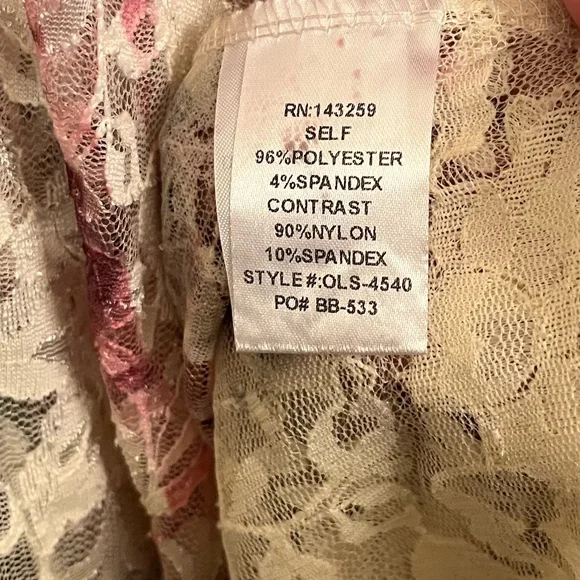 RN:143259
SELF
96%POLYESTER
4%SPANDEX
CONTRAST
90%NYLON
10%SPANDEX
STYLE#:OLS-4540
PO# BB-533